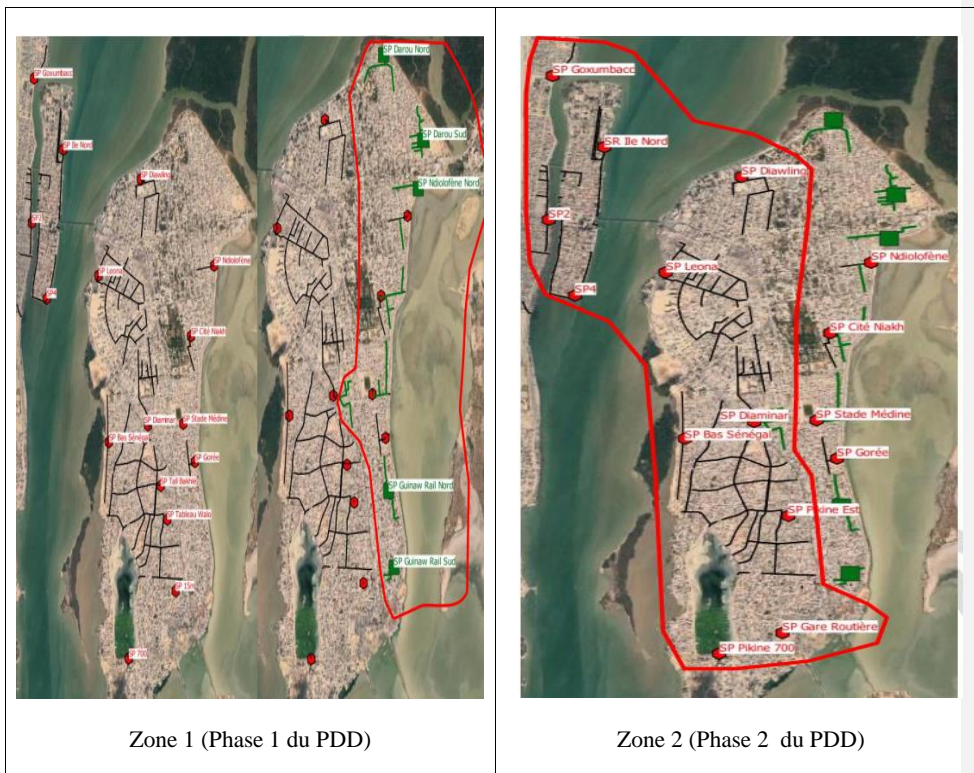 SP Goxumbacc
SP Ile Nord
SP Diawling
SP2
SP Leona
SP4
SP Ndiolofène
SP Cité Niakh
SP Diaminar
SP Stade Médine
SP Bas Sénégal
SP Gorée
SP Tall Bakhie
SP Tableau Walo
SP 15m
SP 700
SP Darou Nord
SP Darou Sud
SP Ndiolofène Nord
SP Guinaw Rail Nord
SP Guinaw Rail Sud
Zone 1 (Phase 1 du PDD)
SP Goxumbacc
SR Ile Nord
SP Diawling
SP2
SP Ndiolofène
SP Leona
SP4
SP Cité Niakh
SP Diaminar
SP Stade Médine
SP Bas Sénégal
SP Gorée
SP Pikine Est
SP Gare Routière
SP Pikine 700
Zone 2 (Phase 2 du PDD)